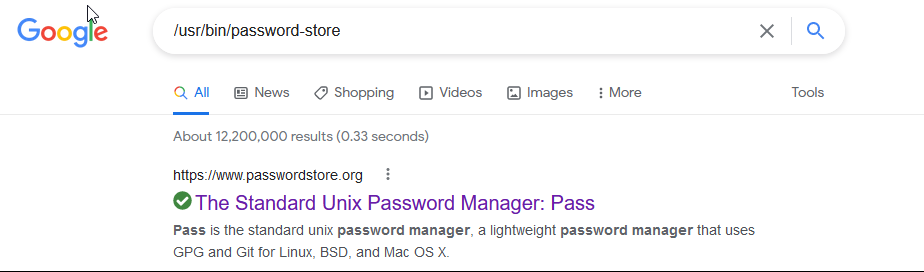 Google /usr/bin/password-store
All News Shopping Videos Images More Tools
About 12,200,000 results (0.33 seconds)
https://www.passwordstore.org
The Standard Unix Password Manager: Pass
Pass is the standard unix password manager, a lightweight password manager that uses
GPG and Git for Linux, BSD, and Mac OS X.